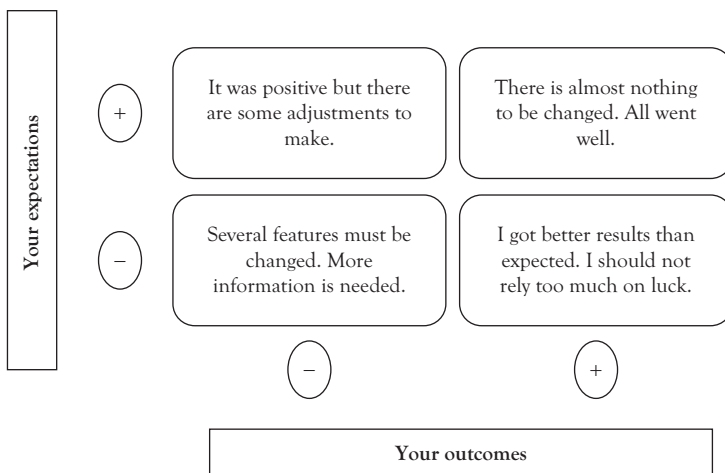 Your expectations
+
It was positive but there
are some adjustments to
make.
There is almost nothing
to be changed. All went
well.
−
Several features must be
changed. More
information is needed.
I got better results than
expected. I should not
rely too much on luck.
−
+
Your outcomes